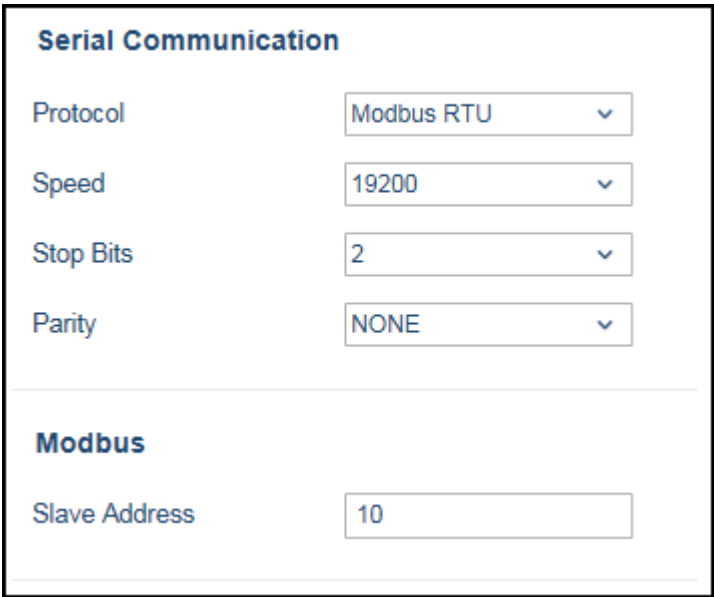 Serial Communication
Protocol Modbus RTU
Speed 19200
Stop Bits 2
Parity NONE
Modbus
Slave Address 10